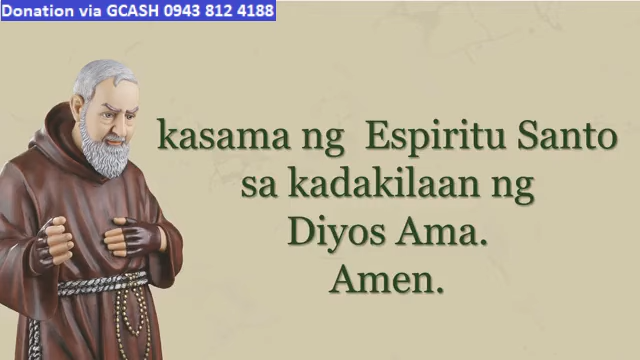 Donation via GCASH 0943 812 4188
kasama ng Espiritu Santo
sa kadakilaan ng
Diyos Ama.
Amen.